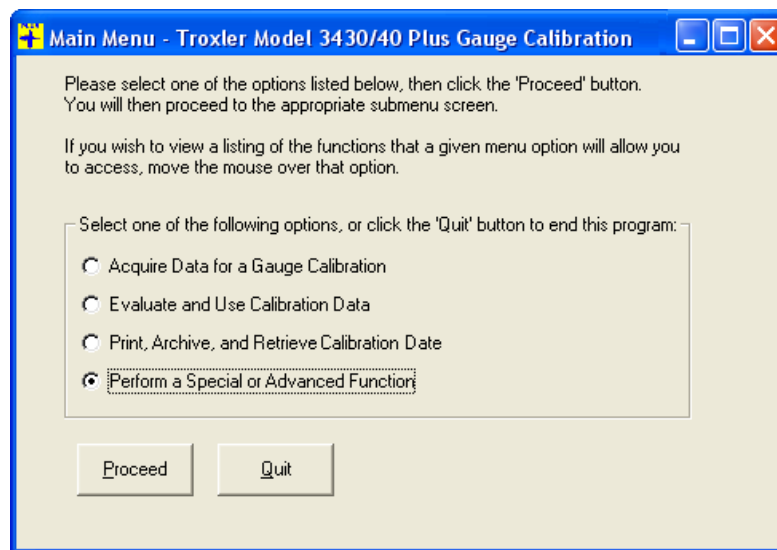 Main Menu - Troxler Model 3430/40 Plus Gauge Calibration
Please select one of the options listed below, then click the 'Proceed' button.
You will then proceed to the appropriate submenu screen.
If you wish to view a listing of the functions that a given menu option will allow you
to access, move the mouse over that option.
Select one of the following options, or click the 'Quit' button to end this program:
Acquire Data for a Gauge Calibration
Evaluate and Use Calibration Data
Print, Archive, and Retrieve Calibration Date
Perform a Special or Advanced Function
Proceed
Quit